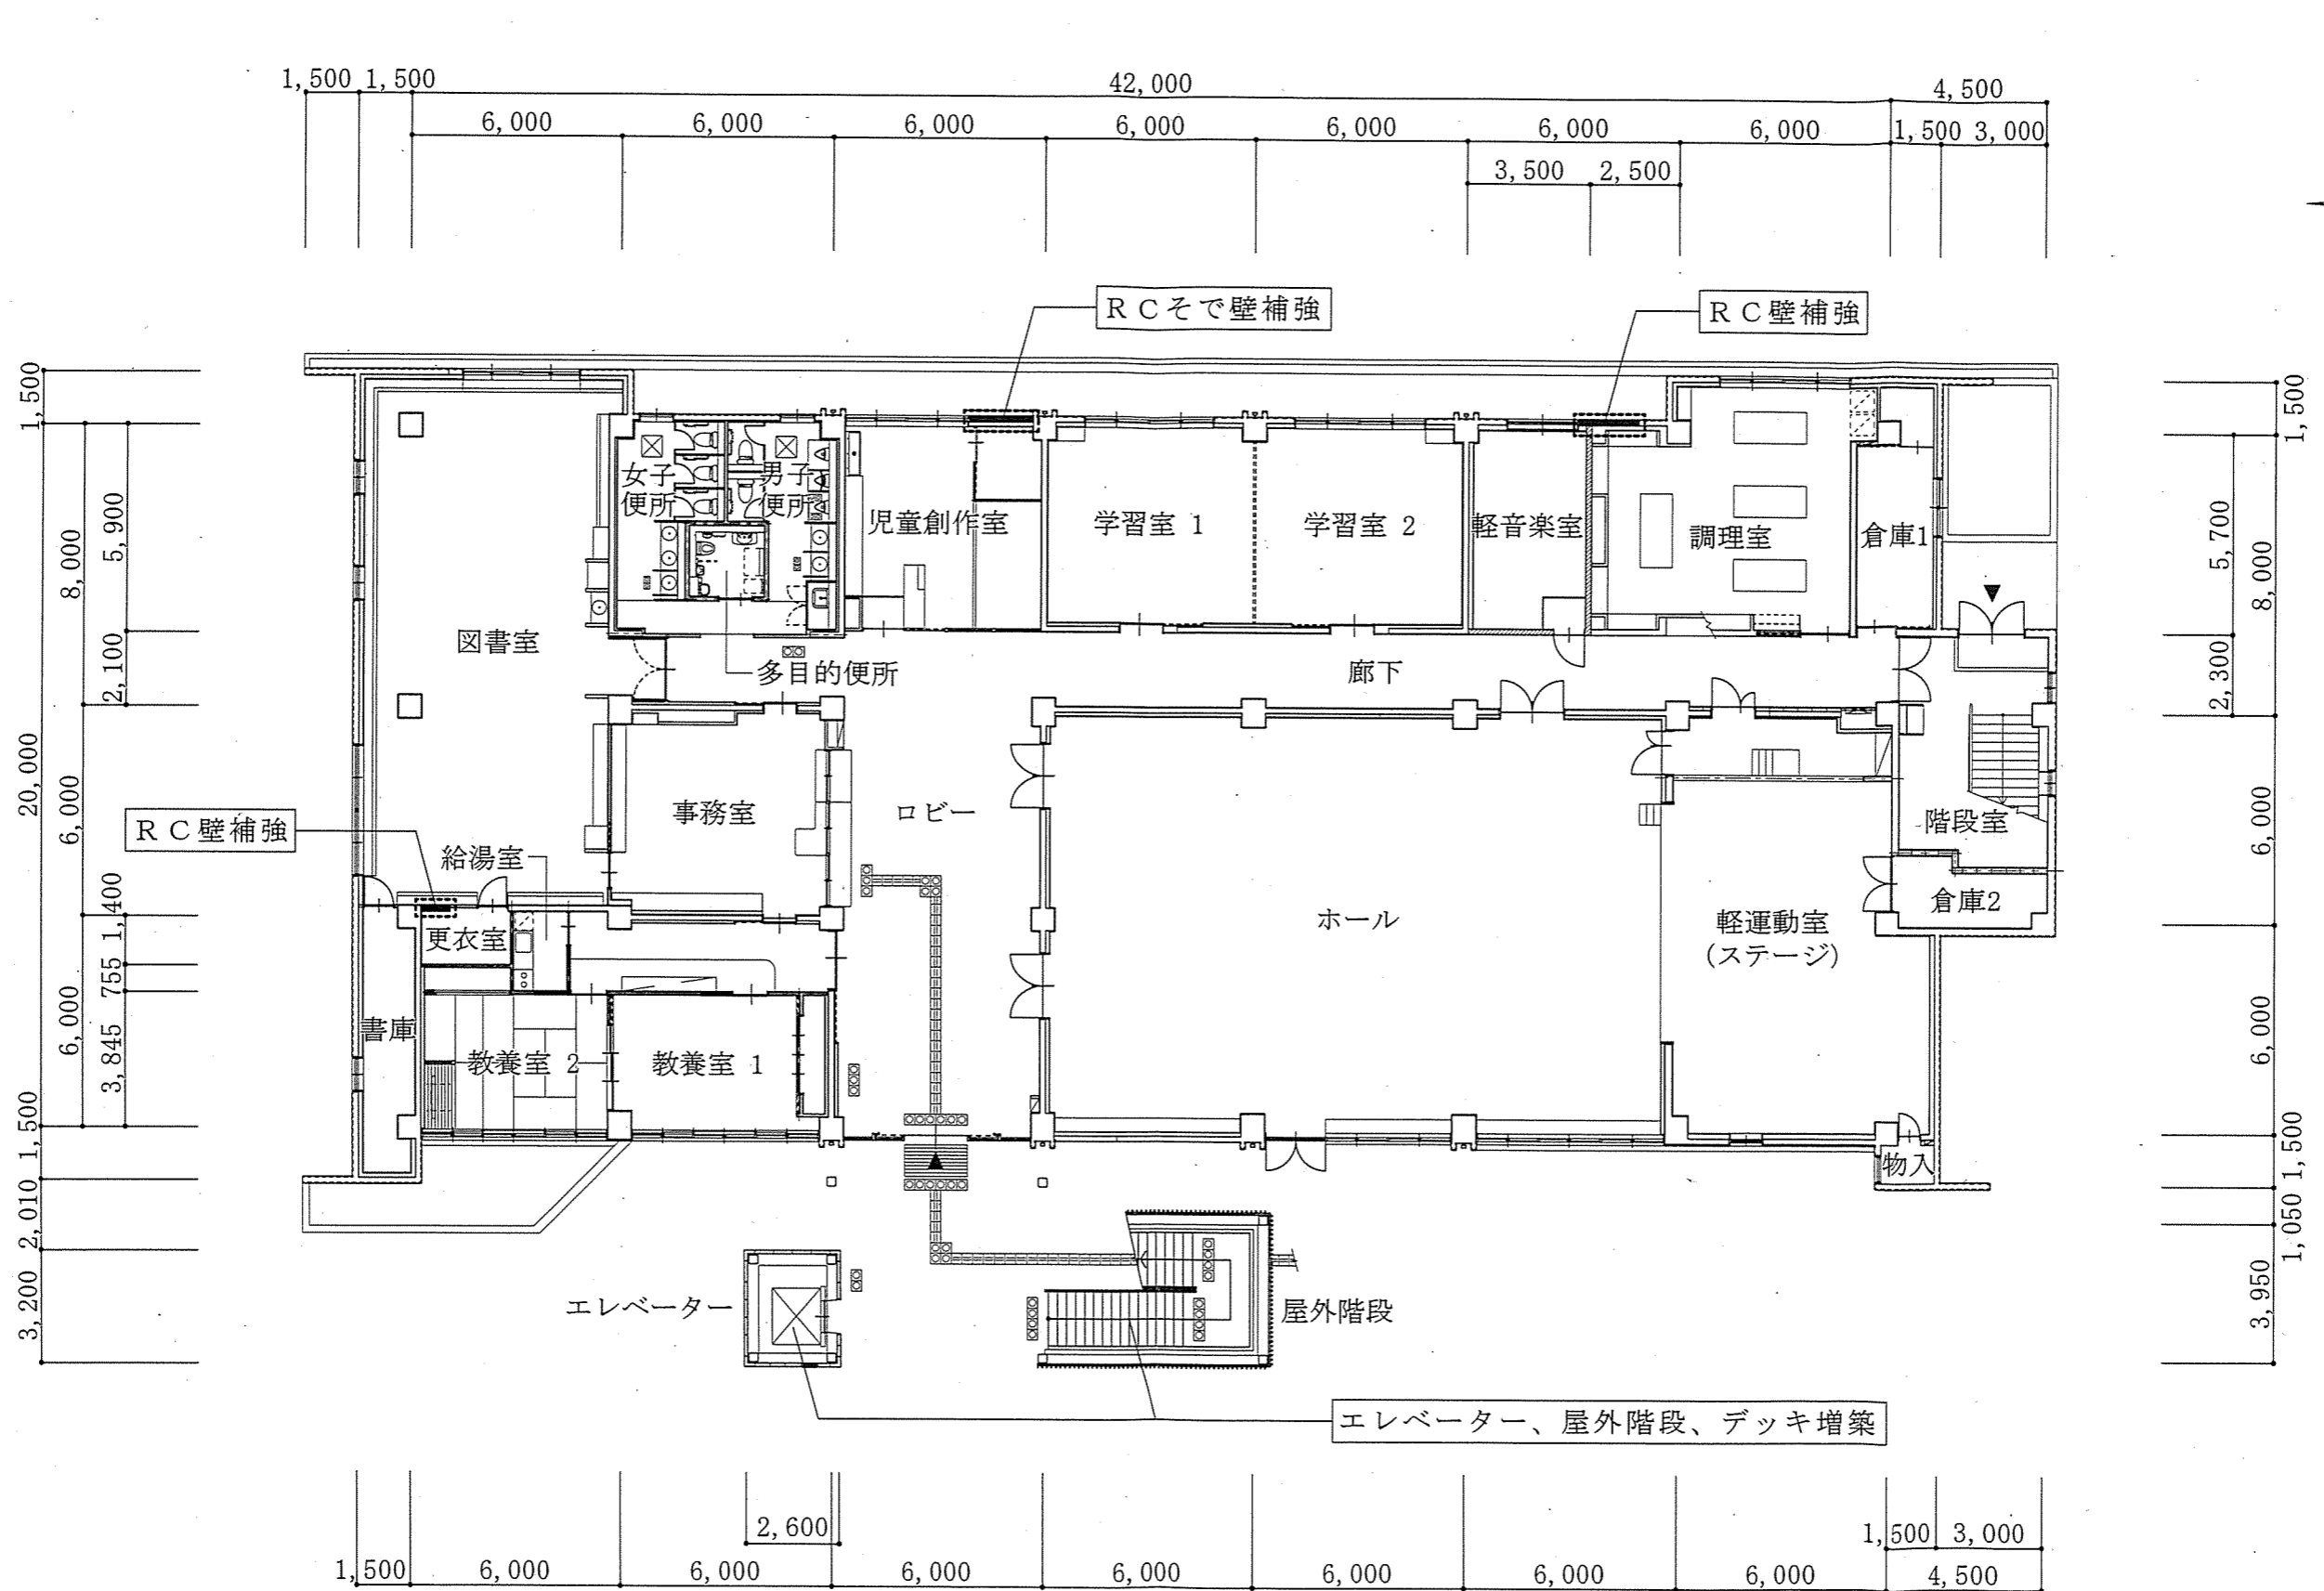 1,500 1,500 42,000 4,500
6,000 6,000 6,000 6,000 6,000 6,000 6,000 1,500 3,000
3,500 2,500
RCそで壁補強
RC壁補強
1,500
8,000
5,900
2,100
20,000
6,000
1,400
755
6,000
3,845
1,500
2,010
3,200
1,500
5,700
8,000
2,300
6,000
6,000
1,500
1,050
3,950
女子
便所
男子
便所
児童創作室
学習室 1
学習室 2
軽音楽室
調理室
倉庫1
図書室
多目的便所
廊下
事務室
ロビー
階段室
RC壁補強
給湯室
更衣室
ホール
軽運動室
(ステージ)
倉庫2
書庫
教養室 2
教養室 1
物入
エレベーター
屋外階段
エレベーター、屋外階段、デッキ増築
2,600
1,500 3,000
1,500 6,000 6,000 6,000 6,000 6,000 6,000 6,000 4,500